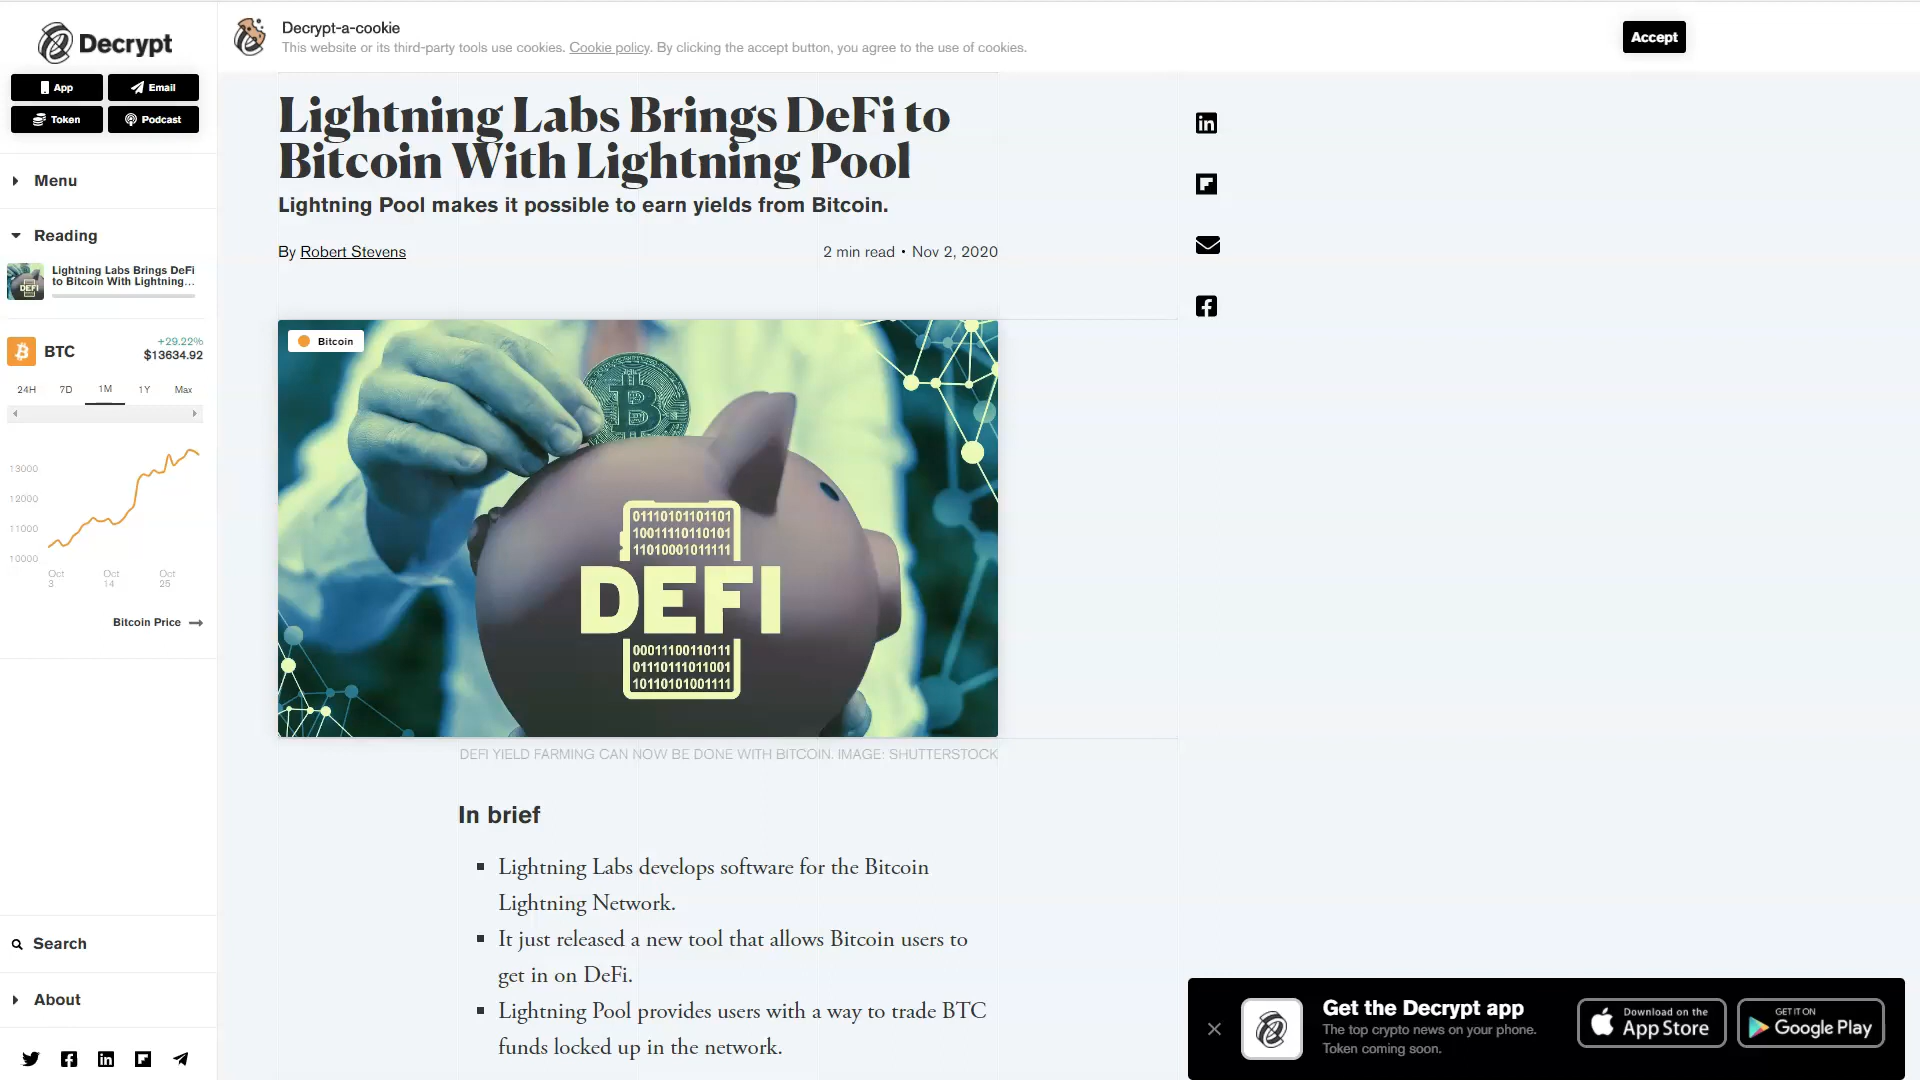 Decrypt
App
Email
Token
Podcast
Menu
Reading
Lightning Labs Brings DeFi
to Bitcoin With Lightning...
BTC
+29.22%
$13634.92
24H 7D 1M 1Y Max
13000
12000
11000
10000
Oct 3
Oct 14
Oct 25
Bitcoin Price
Search
About
Decrypt-a-cookie
This website or its third-party tools use cookies. Cookie policy. By clicking the accept button, you agree to the use of cookies.
Accept
Lightning Labs Brings DeFi to
Bitcoin With Lightning Pool
Lightning Pool makes it possible to earn yields from Bitcoin.
By Robert Stevens
2 min read • Nov 2, 2020
Bitcoin
01110101101101
10011110110101
11010001011111
DEFI
00011100110111
01110111011001
10110101001111
DEFI YIELD FARMING CAN NOW BE DONE WITH BITCOIN. IMAGE: SHUTTERSTOCK
In brief
Lightning Labs develops software for the Bitcoin
Lightning Network.
It just released a new tool that allows Bitcoin users to
get in on DeFi.
Lightning Pool provides users with a way to trade BTC
funds locked up in the network.
Get the Decrypt app
The top crypto news on your phone.
Token coming soon.
Download on the
App Store
GET IT ON
Google Play